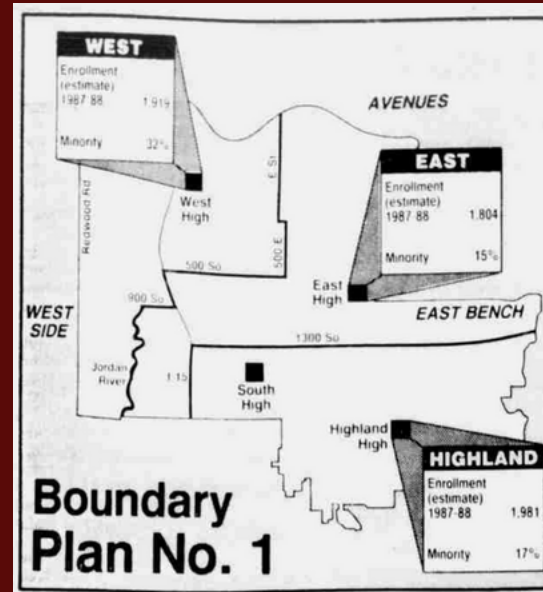 WEST
Enrollment
(estimate)
1987-88 1,919
Minority 32%
AVENUES
EAST
Enrollment
(estimate)
1987-88 1,804
Minority 15%
Redwood Rd
West
High
E St
500 E
500 So
East
High
900 So
WEST
SIDE
EAST BENCH
1300 So
Jordan
River
1-15
South
High
Highland
High
HIGHLAND
Enrollment
(estimate)
1987-88 1,981
Minority 17%
Boundary
Plan No. 1